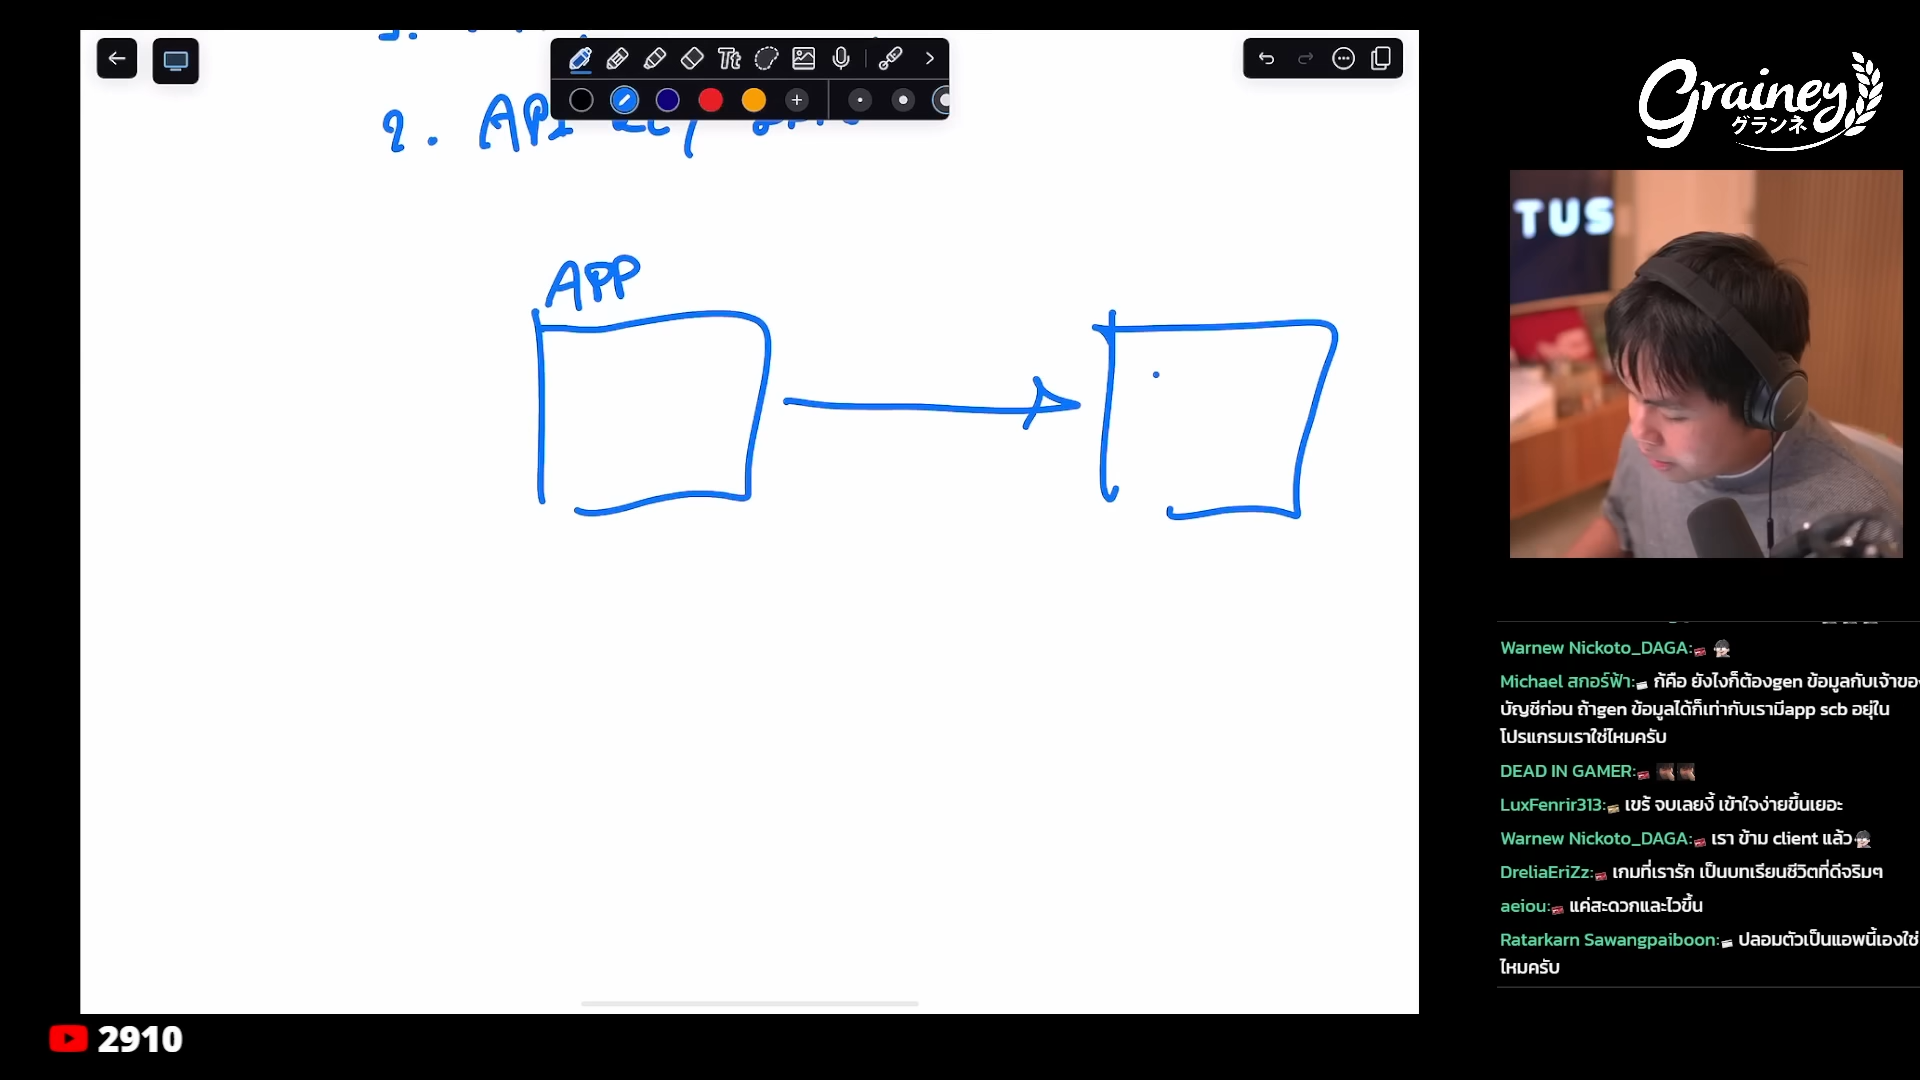 Tt
2. API key
APP
Grainey
グランネ
TUS
Warnew Nickoto_DAGA:
Michael สกอร์ฟ้า: ก้คือ ยังไงก็ต้องgen ข้อมูลกับเจ้าของ
บัญชีก่อน ถ้าgen ข้อมูลได้ก็เท่ากับเรามีapp scb อยู่ใน
โปรแกรมเราใช่ไหมครับ
DEAD IN GAMER:
LuxFenrir313: เชร้ จบเลยงี้ เข้าใจง่ายขึ้นเยอะ
Warnew Nickoto_DAGA: เรา ข้าม client แล้ว
DreliaEriZz: เกมที่เรารัก เป็นบทเรียนชีวิตที่ดีจริมๆ
aeiou: แค่สะดวกและไวขึ้น
Ratarkarn Sawangpaiboon: ปลอมตัวเป็นแอพนี้เองใช่
ไหมครับ
2910